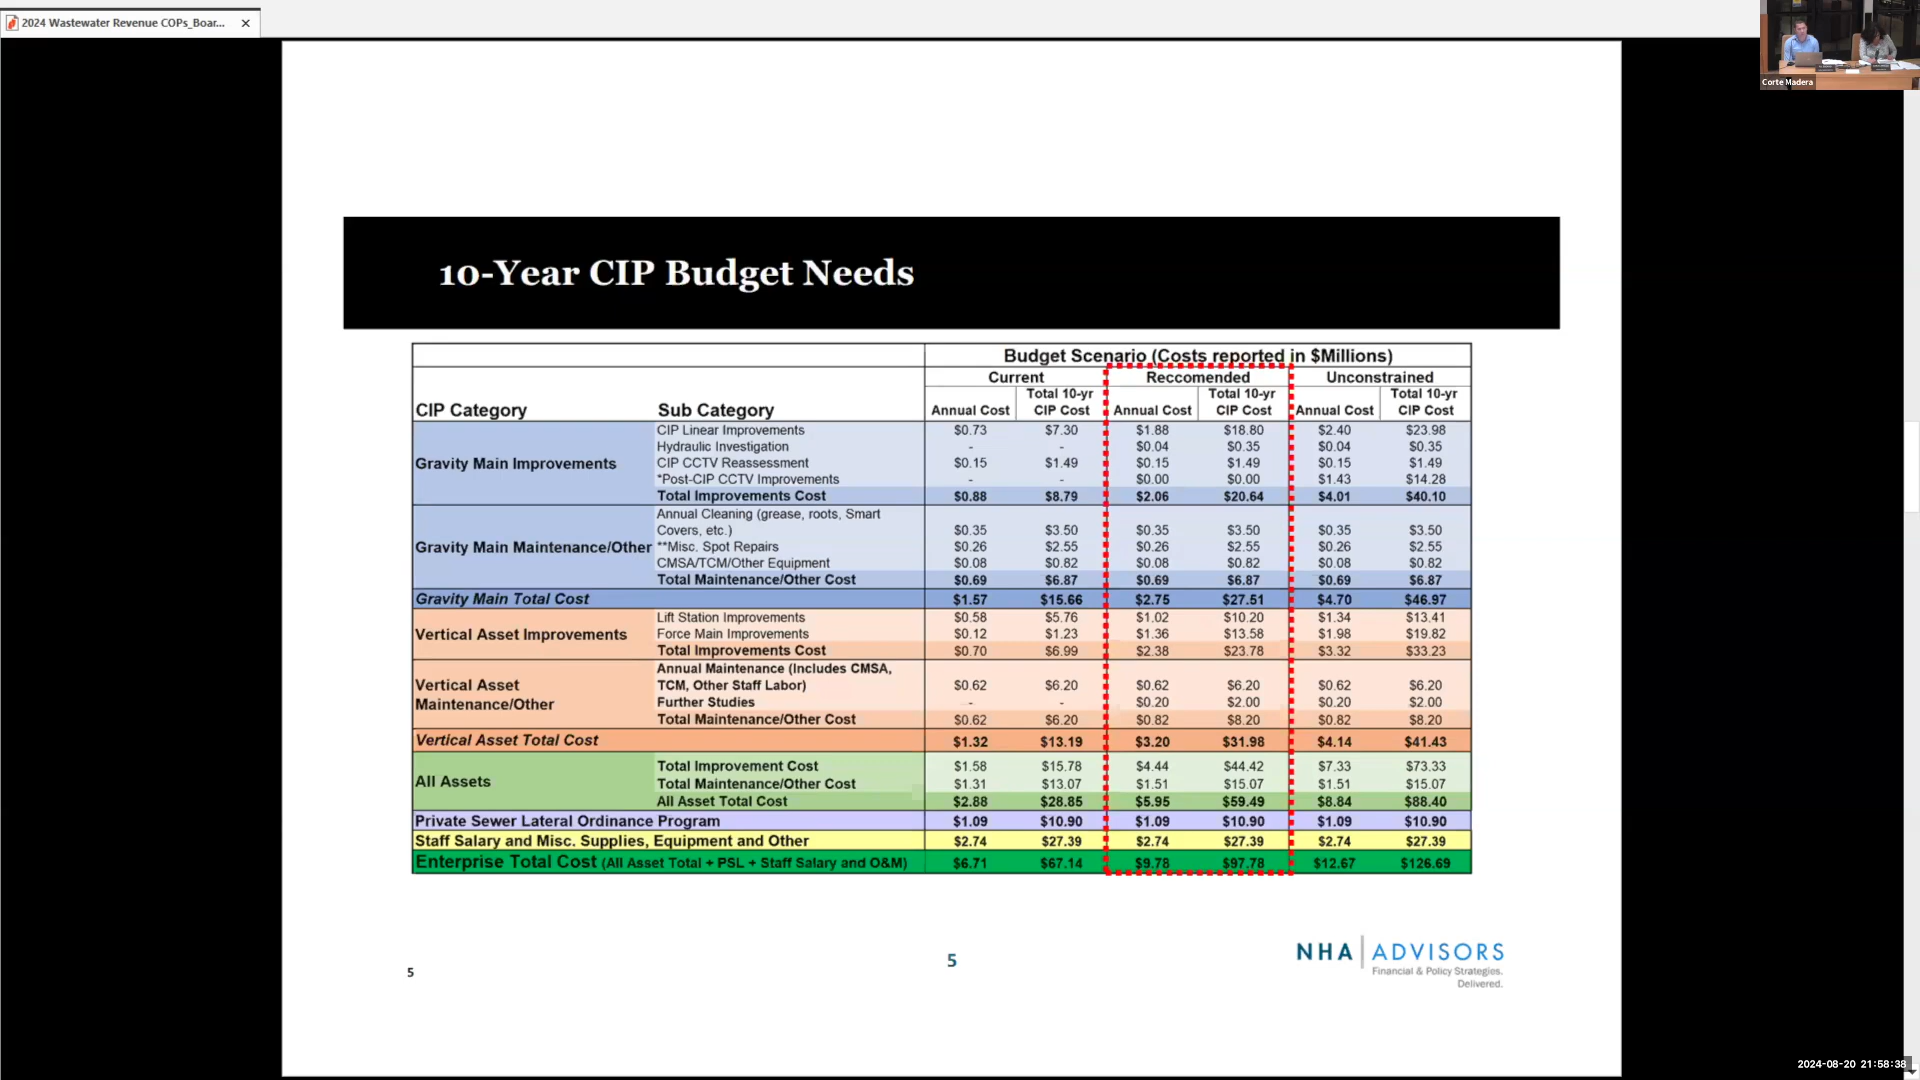 2024 Wastewater Revenue COPs_Boar...
Corte Madera
10-Year CIP Budget Needs
Budget Scenario (Costs reported in $Millions)
Current Reccomended Unconstrained
CIP Category Sub Category Annual Cost Total 10-yr CIP Cost Annual Cost Total 10-yr CIP Cost Annual Cost Total 10-yr CIP Cost
Gravity Main Improvements
CIP Linear Improvements $0.73 $7.30 $1.88 $18.80 $2.40 $23.98
Hydraulic Investigation - - $0.04 $0.35 $0.04 $0.35
CIP CCTV Reassessment $0.15 $1.49 $0.15 $1.49 $0.15 $1.49
*Post-CIP CCTV Improvements - - $0.00 $0.00 $1.43 $14.28
Total Improvements Cost $0.88 $8.79 $2.06 $20.64 $4.01 $40.10
Gravity Main Maintenance/Other
Annual Cleaning (grease, roots, Smart
Covers, etc.) $0.35 $3.50 $0.35 $3.50 $0.35 $3.50
**Misc. Spot Repairs $0.26 $2.55 $0.26 $2.55 $0.26 $2.55
CMSA/TCM/Other Equipment $0.08 $0.82 $0.08 $0.82 $0.08 $0.82
Total Maintenance/Other Cost $0.69 $6.87 $0.69 $6.87 $0.69 $6.87
Gravity Main Total Cost $1.57 $15.66 $2.75 $27.51 $4.70 $46.97
Vertical Asset Improvements
Lift Station Improvements $0.58 $5.76 $1.02 $10.20 $1.34 $13.41
Force Main Improvements $0.12 $1.23 $1.36 $13.58 $1.98 $19.82
Total Improvements Cost $0.70 $6.99 $2.38 $23.78 $3.32 $33.23
Vertical Asset
Maintenance/Other
Annual Maintenance (Includes CMSA,
TCM, Other Staff Labor) $0.62 $6.20 $0.62 $6.20 $0.62 $6.20
Further Studies - - $0.20 $2.00 $0.20 $2.00
Total Maintenance/Other Cost $0.62 $6.20 $0.82 $8.20 $0.82 $8.20
Vertical Asset Total Cost $1.32 $13.19 $3.20 $31.98 $4.14 $41.43
All Assets
Total Improvement Cost $1.58 $15.78 $4.44 $44.42 $7.33 $73.33
Total Maintenance/Other Cost $1.31 $13.07 $1.51 $15.07 $1.51 $15.07
All Asset Total Cost $2.88 $28.85 $5.95 $59.49 $8.84 $88.40
Private Sewer Lateral Ordinance Program $1.09 $10.90 $1.09 $10.90 $1.09 $10.90
Staff Salary and Misc. Supplies, Equipment and Other $2.74 $27.39 $2.74 $27.39 $2.74 $27.39
Enterprise Total Cost (All Asset Total + PSL + Staff Salary and O&M) $6.71 $67.14 $9.78 $97.78 $12.67 $126.69
5
5
NHA ADVISORS
Financial & Policy Strategies.
Delivered.
2024-08-20 21:58:38